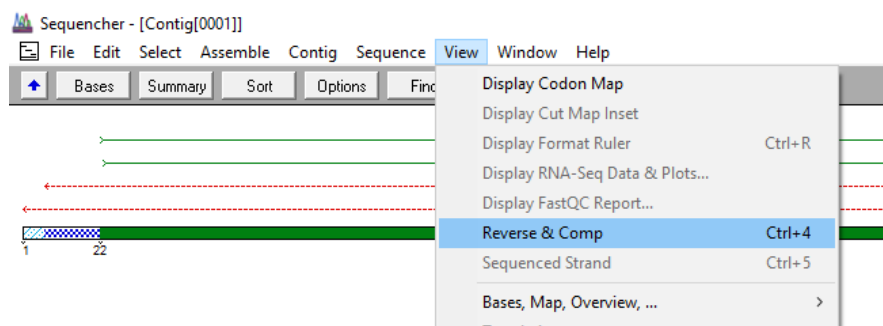 Sequencher - [Contig[0001]]
File Edit Select Assemble Contig Sequence View Window Help
Bases Summary Sort Options
Display Codon Map
Display Cut Map Inset
Display Format Ruler Ctrl+R
Display RNA-Seq Data & Plots...
Display FastQC Report...
Reverse & Comp Ctrl+4
Sequenced Strand Ctrl+5
Bases, Map, Overview, ...
1 22